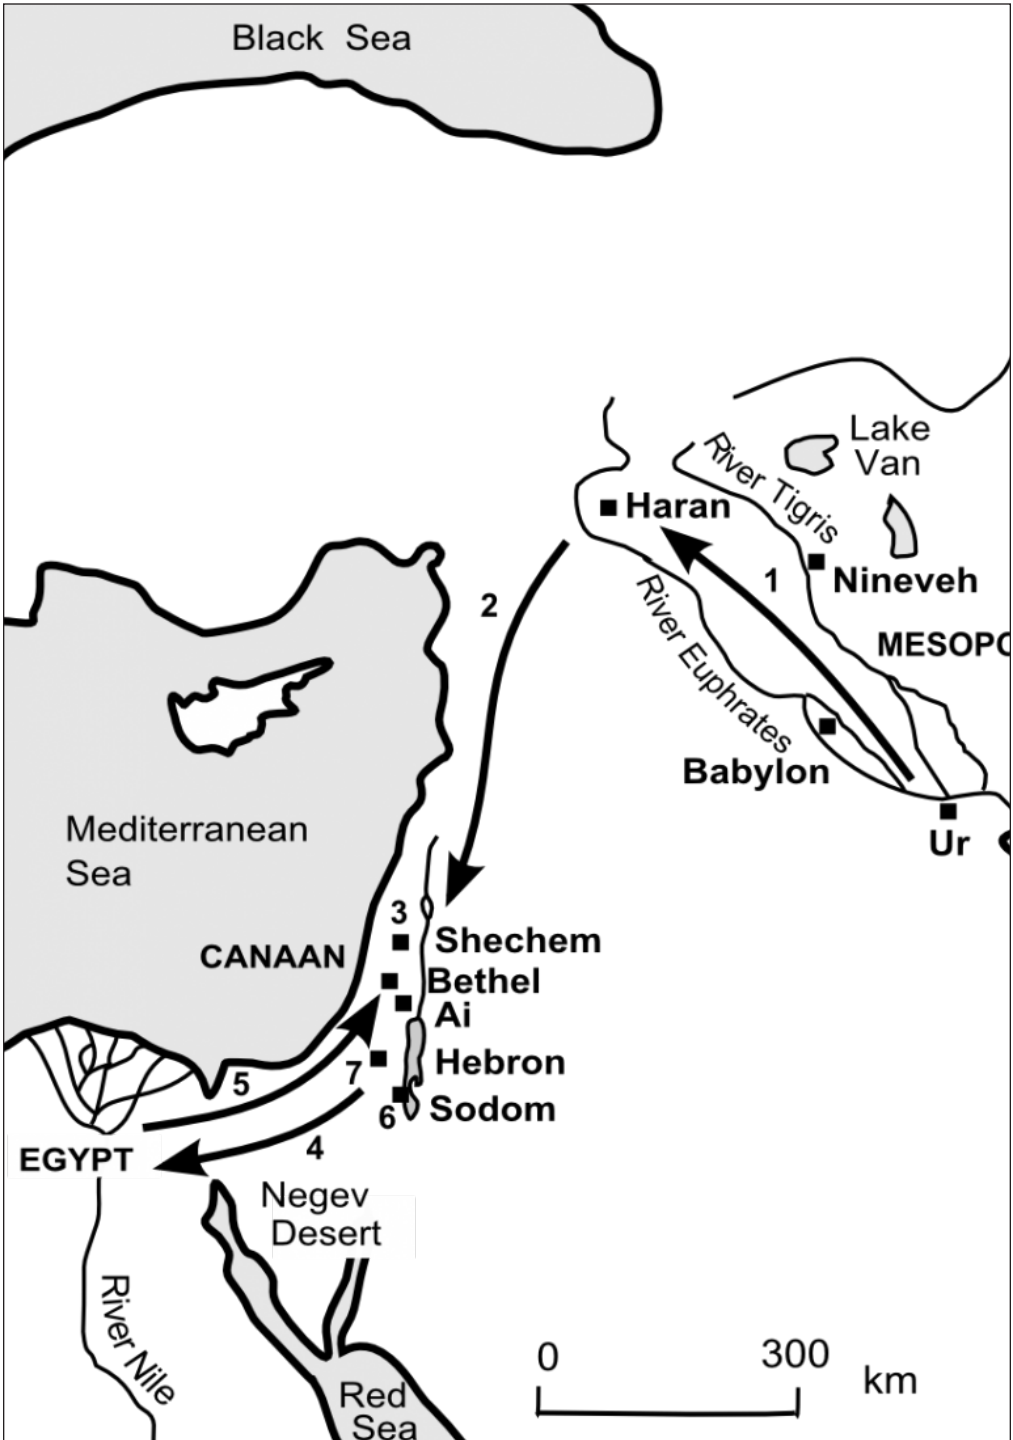 Black Sea
Lake
Van
River Tigris
Haran
1
Nineveh
2
River Euphrates
MESOPO
Babylon
Mediterranean
Sea
Ur
3
Shechem
CANAAN
Bethel
Ai
Hebron
7
5
6
Sodom
4
EGYPT
Negev
Desert
River Nile
0 300 km
Red
Sea